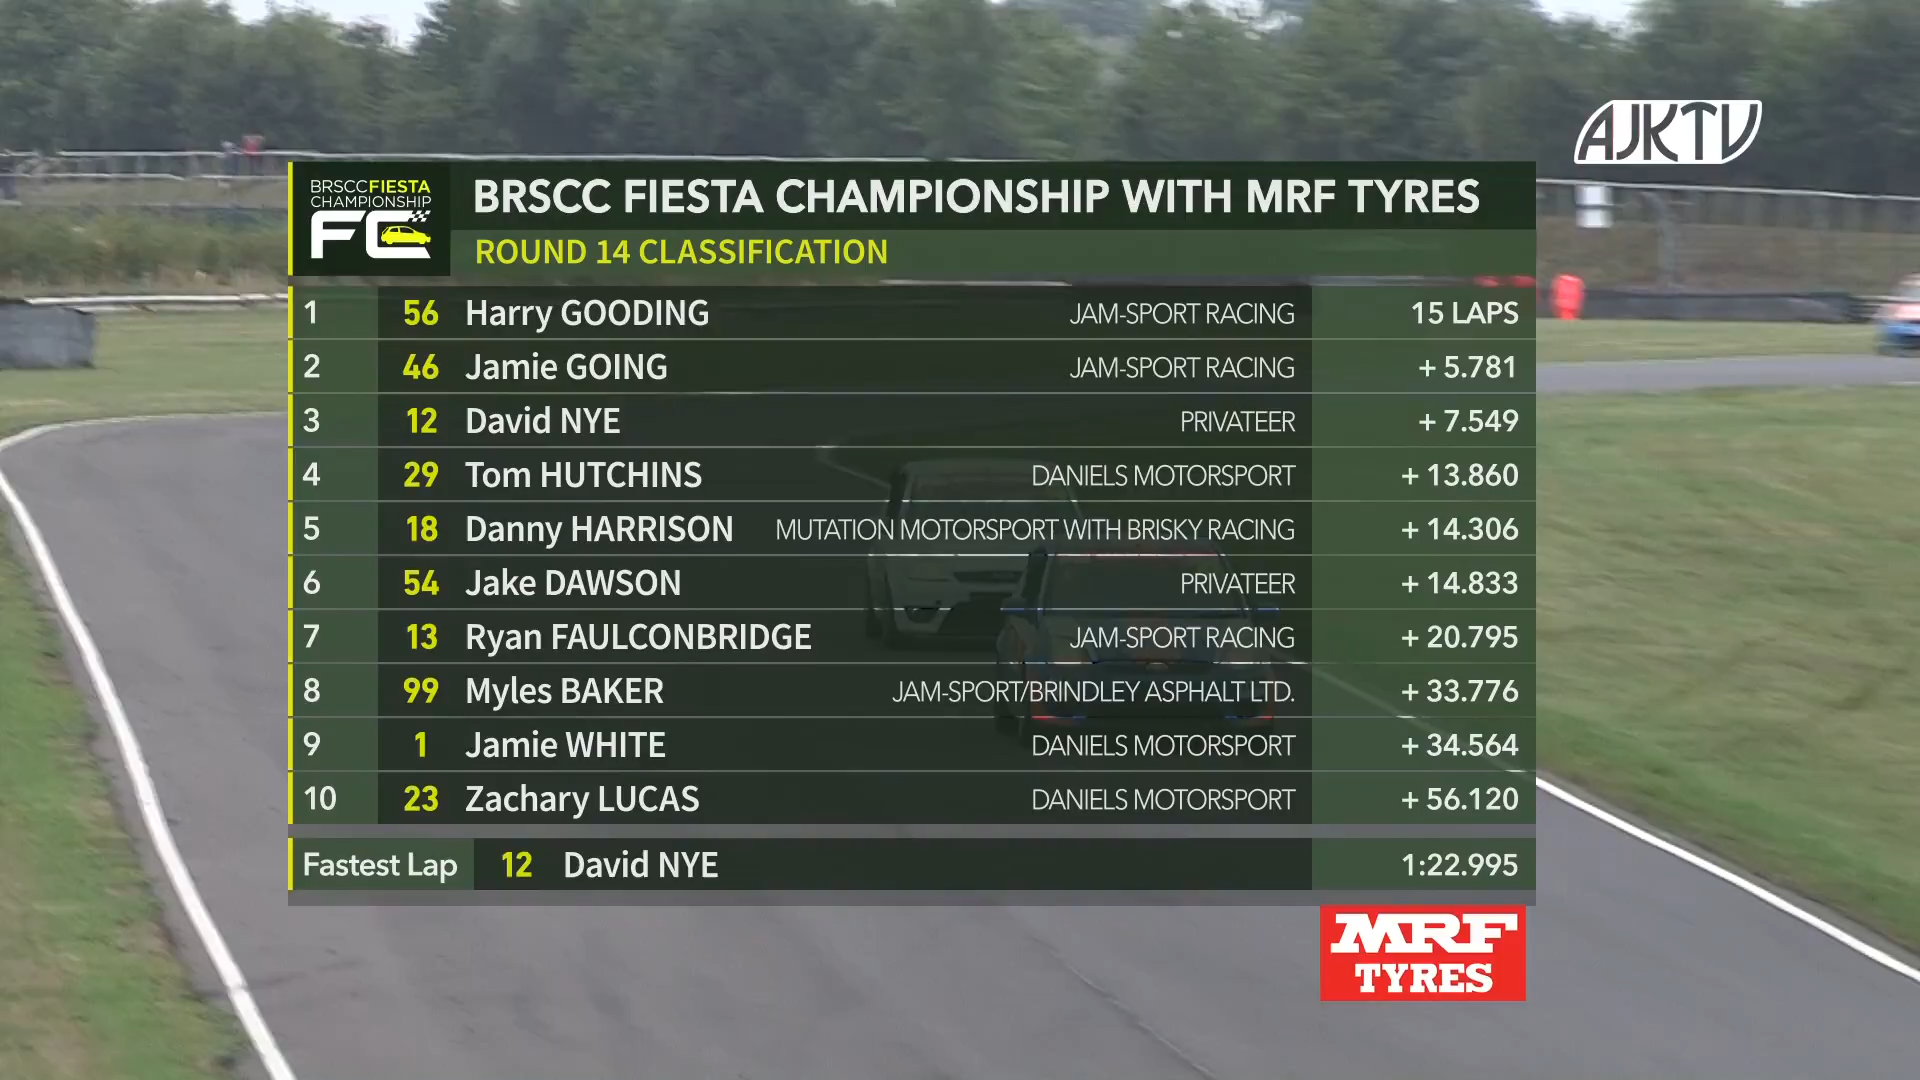 AJKTV
BRSCCFIESTA
CHAMPIONSHIP
FC
BRSCC FIESTA CHAMPIONSHIP WITH MRF TYRES
ROUND 14 CLASSIFICATION
1 56 Harry GOODING JAM-SPORT RACING 15 LAPS
2 46 Jamie GOING JAM-SPORT RACING + 5.781
3 12 David NYE PRIVATEER + 7.549
4 29 Tom HUTCHINS DANIELS MOTORSPORT + 13.860
5 18 Danny HARRISON MUTATION MOTORSPORT WITH BRISKY RACING + 14.306
6 54 Jake DAWSON PRIVATEER + 14.833
7 13 Ryan FAULCONBRIDGE JAM-SPORT RACING + 20.795
8 99 Myles BAKER JAM-SPORT/BRINDLEY ASPHALT LTD. + 33.776
9 1 Jamie WHITE DANIELS MOTORSPORT + 34.564
10 23 Zachary LUCAS DANIELS MOTORSPORT + 56.120
Fastest Lap 12 David NYE 1:22.995
MRF
TYRES